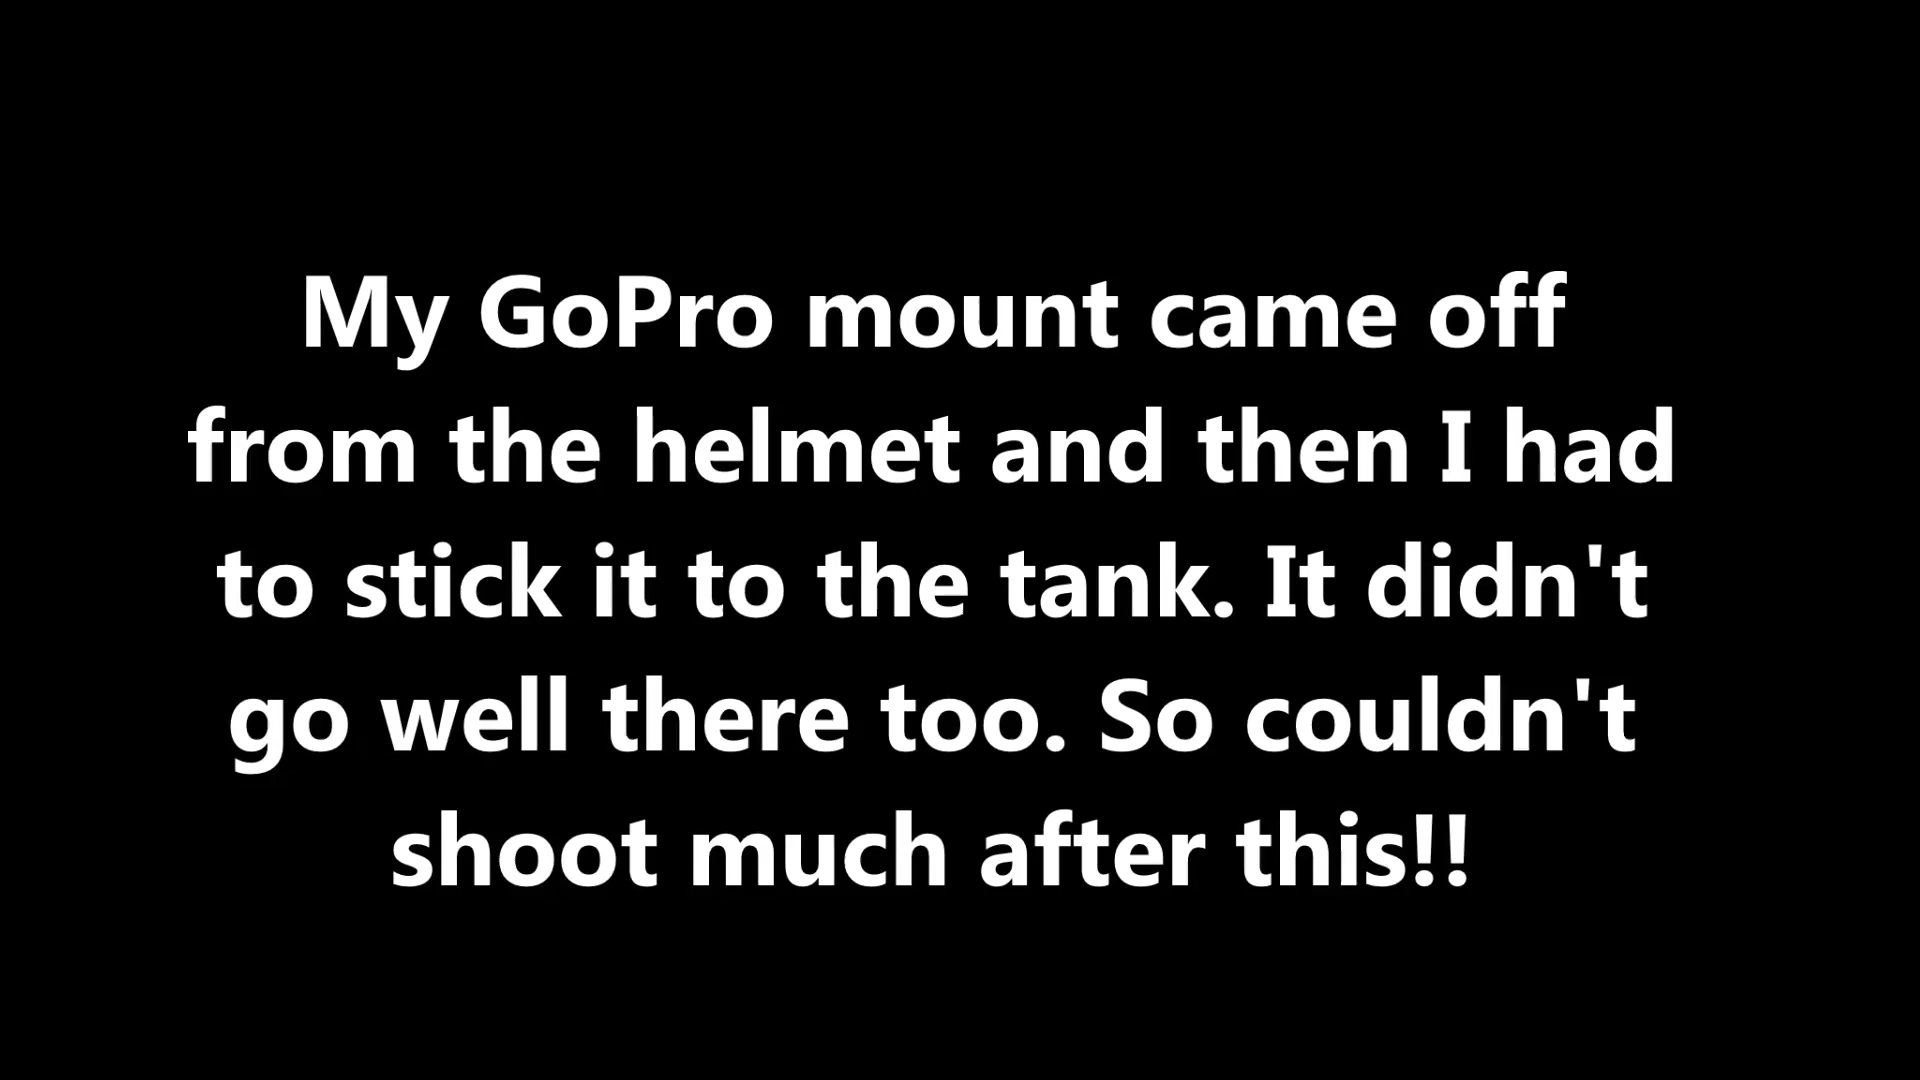 My GoPro mount came off
from the helmet and then I had
to stick it to the tank. It didn't
go well there too. So couldn't
shoot much after this!!